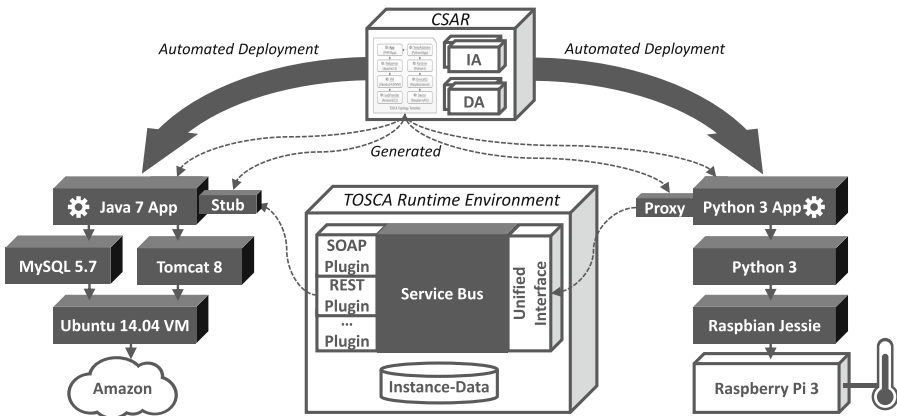 CSAR
Automated Deployment
Automated Deployment
IA
DA
Generated
Java 7 App
Stub
MySQL 5.7
Tomcat 8
Ubuntu 14.04 VM
Amazon
TOSCA Runtime Environment
SOAP
Plugin
REST
Plugin
...
Plugin
Service Bus
Unified
Interface
Instance-Data
Proxy
Python 3 App
Python 3
Raspbian Jessie
Raspberry Pi 3